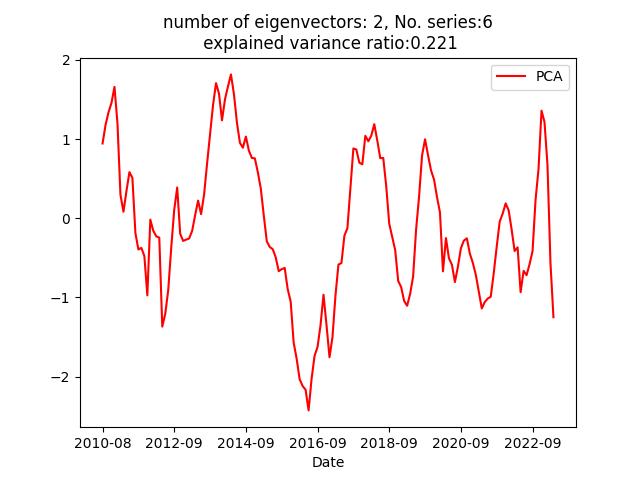 number of eigenvectors: 2, No. series:6
explained variance ratio:0.221
PCA
2
1
0
−1
−2
2010-08 2012-09 2014-09 2016-09 2018-09 2020-09 2022-09
Date